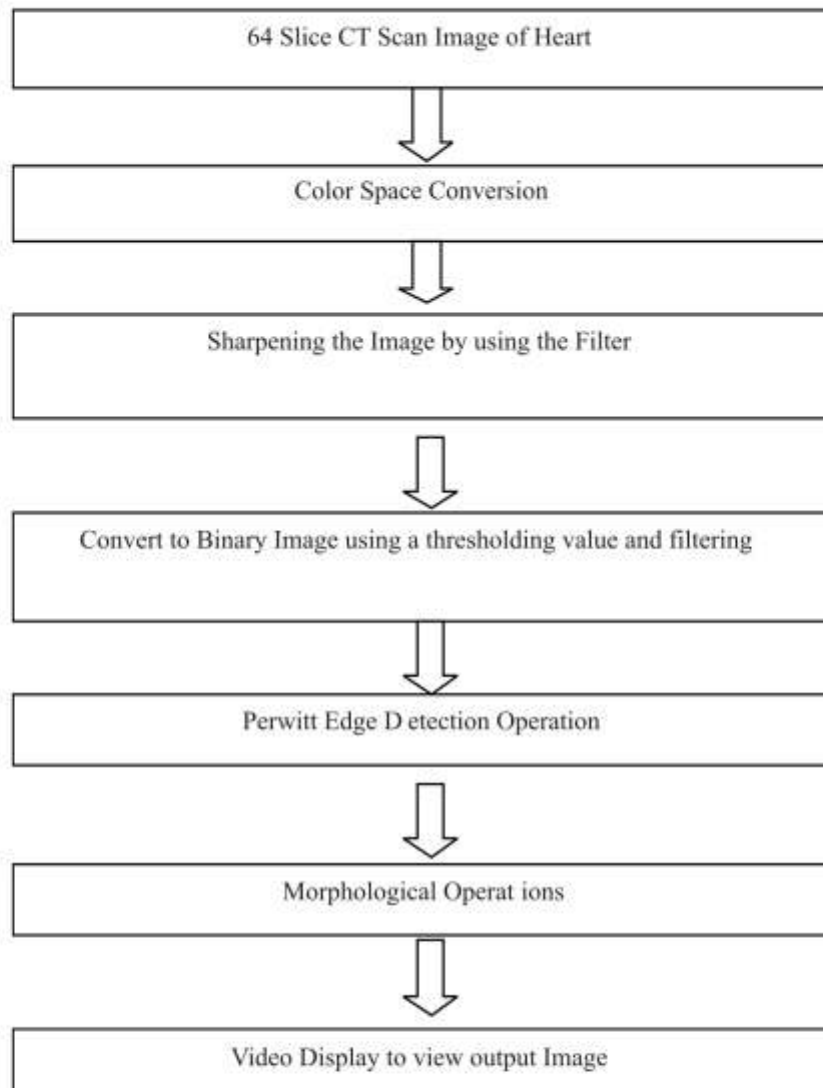 64 Slice CT Scan Image of Heart
Color Space Conversion
Sharpening the Image by using the Filter
Convert to Binary Image using a thresholding value and filtering
Perwitt Edge D etection Operation
Morphological Operat ions
Video Display to view output Image